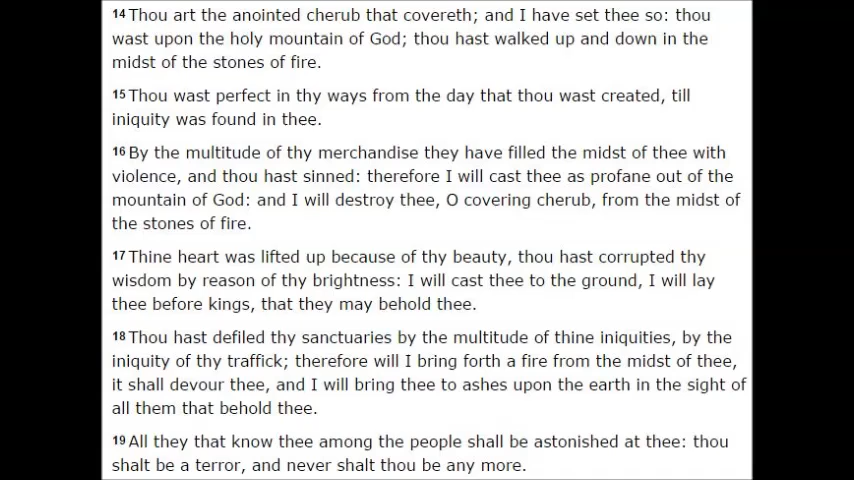 14 Thou art the anointed cherub that covereth; and I have set thee so: thou
wast upon the holy mountain of God; thou hast walked up and down in the
midst of the stones of fire.
15 Thou wast perfect in thy ways from the day that thou wast created, till
iniquity was found in thee.
16 By the multitude of thy merchandise they have filled the midst of thee with
violence, and thou hast sinned: therefore I will cast thee as profane out of the
mountain of God: and I will destroy thee, O covering cherub, from the midst of
the stones of fire.
17 Thine heart was lifted up because of thy beauty, thou hast corrupted thy
wisdom by reason of thy brightness: I will cast thee to the ground, I will lay
thee before kings, that they may behold thee.
18 Thou hast defiled thy sanctuaries by the multitude of thine iniquities, by the
iniquity of thy traffick; therefore will I bring forth a fire from the midst of thee,
it shall devour thee, and I will bring thee to ashes upon the earth in the sight of
all them that behold thee.
19 All they that know thee among the people shall be astonished at thee: thou
shalt be a terror, and never shalt thou be any more.